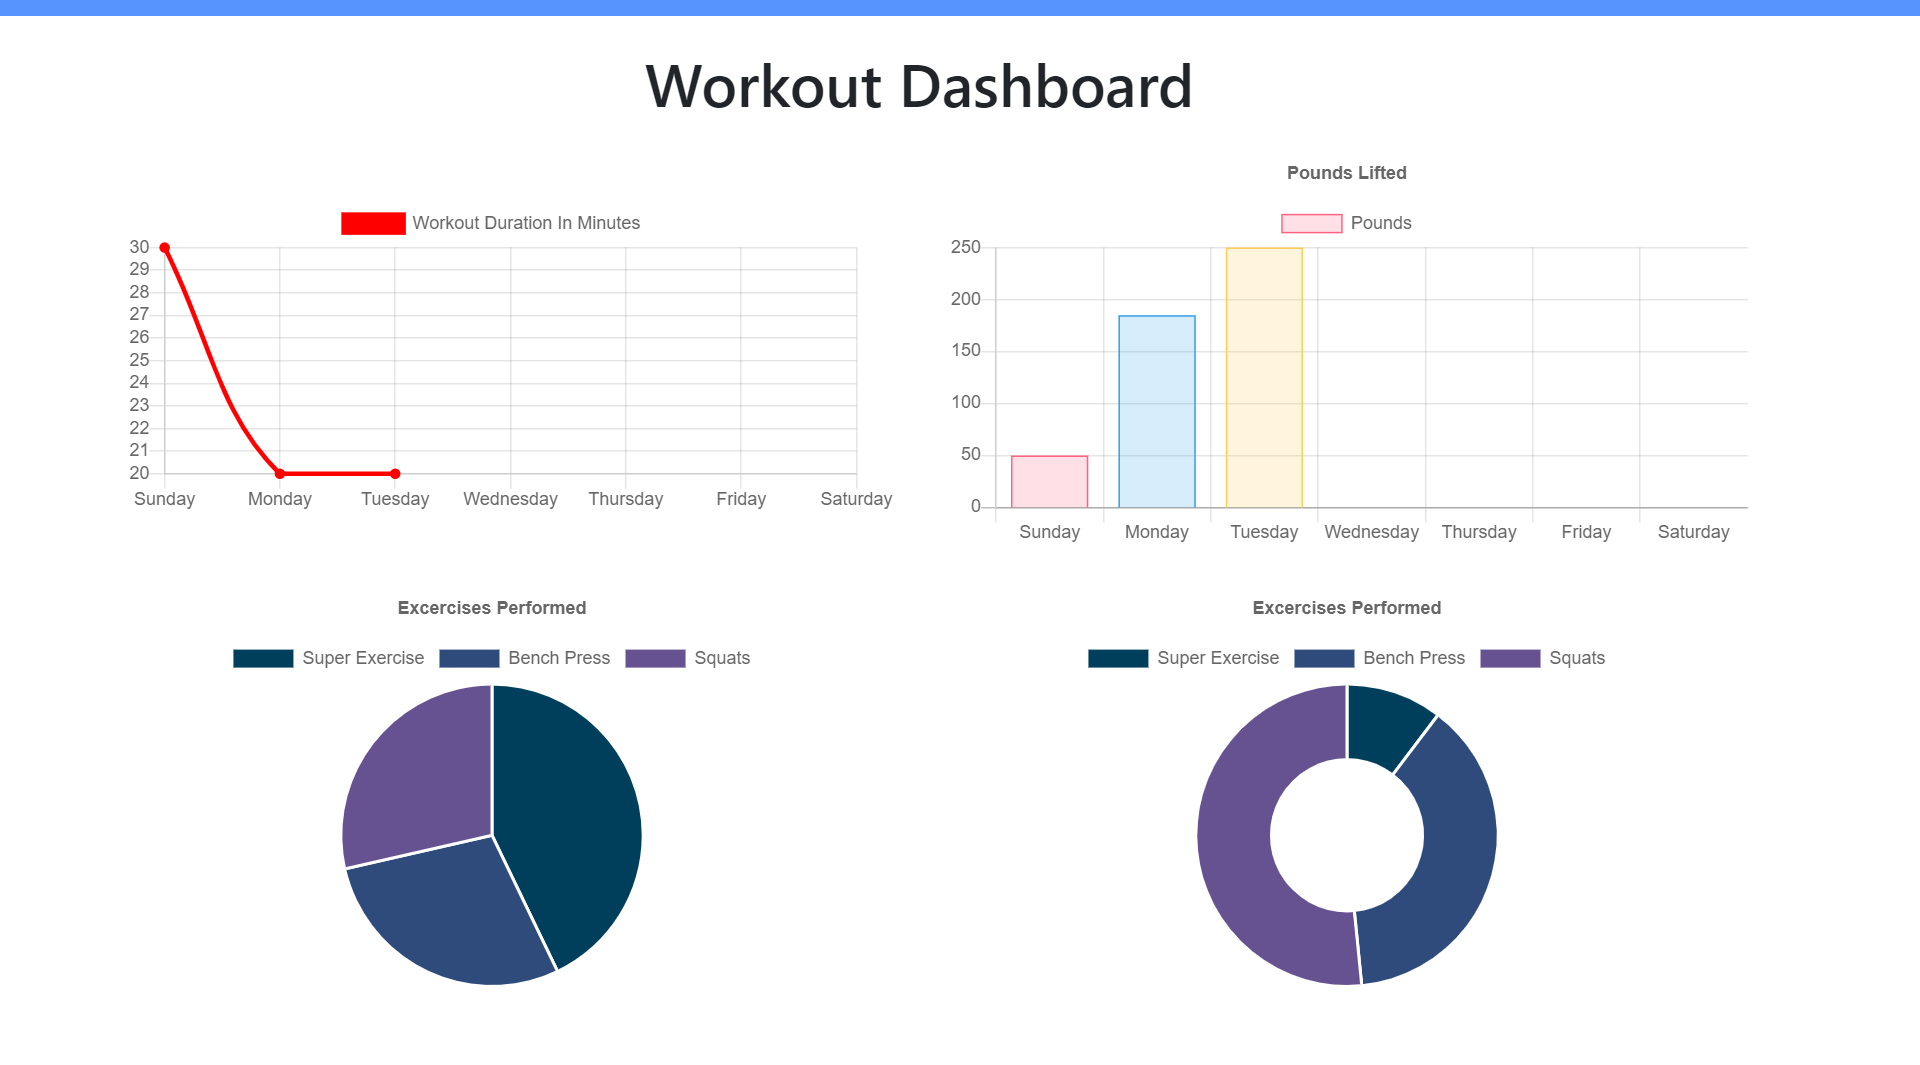 Workout Dashboard
Workout Duration In Minutes
30
29
28
27
26
25
24
23
22
21
20
Sunday Monday Tuesday Wednesday Thursday Friday Saturday
Pounds Lifted
Pounds
250
200
150
100
50
0
Sunday Monday Tuesday Wednesday Thursday Friday Saturday
Excercises Performed
Super Exercise Bench Press Squats
Excercises Performed
Super Exercise Bench Press Squats